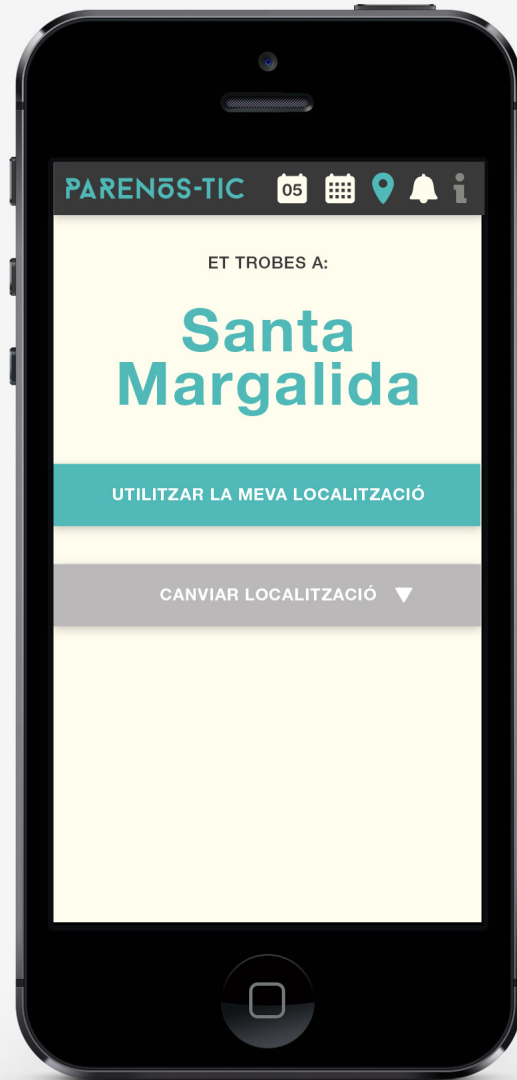 PARENŌS-TIC 05
ET TROBES A:
Santa
Margalida
UTILITZAR LA MEVA LOCALITZACIÓ
CANVIAR LOCALITZACIÓ